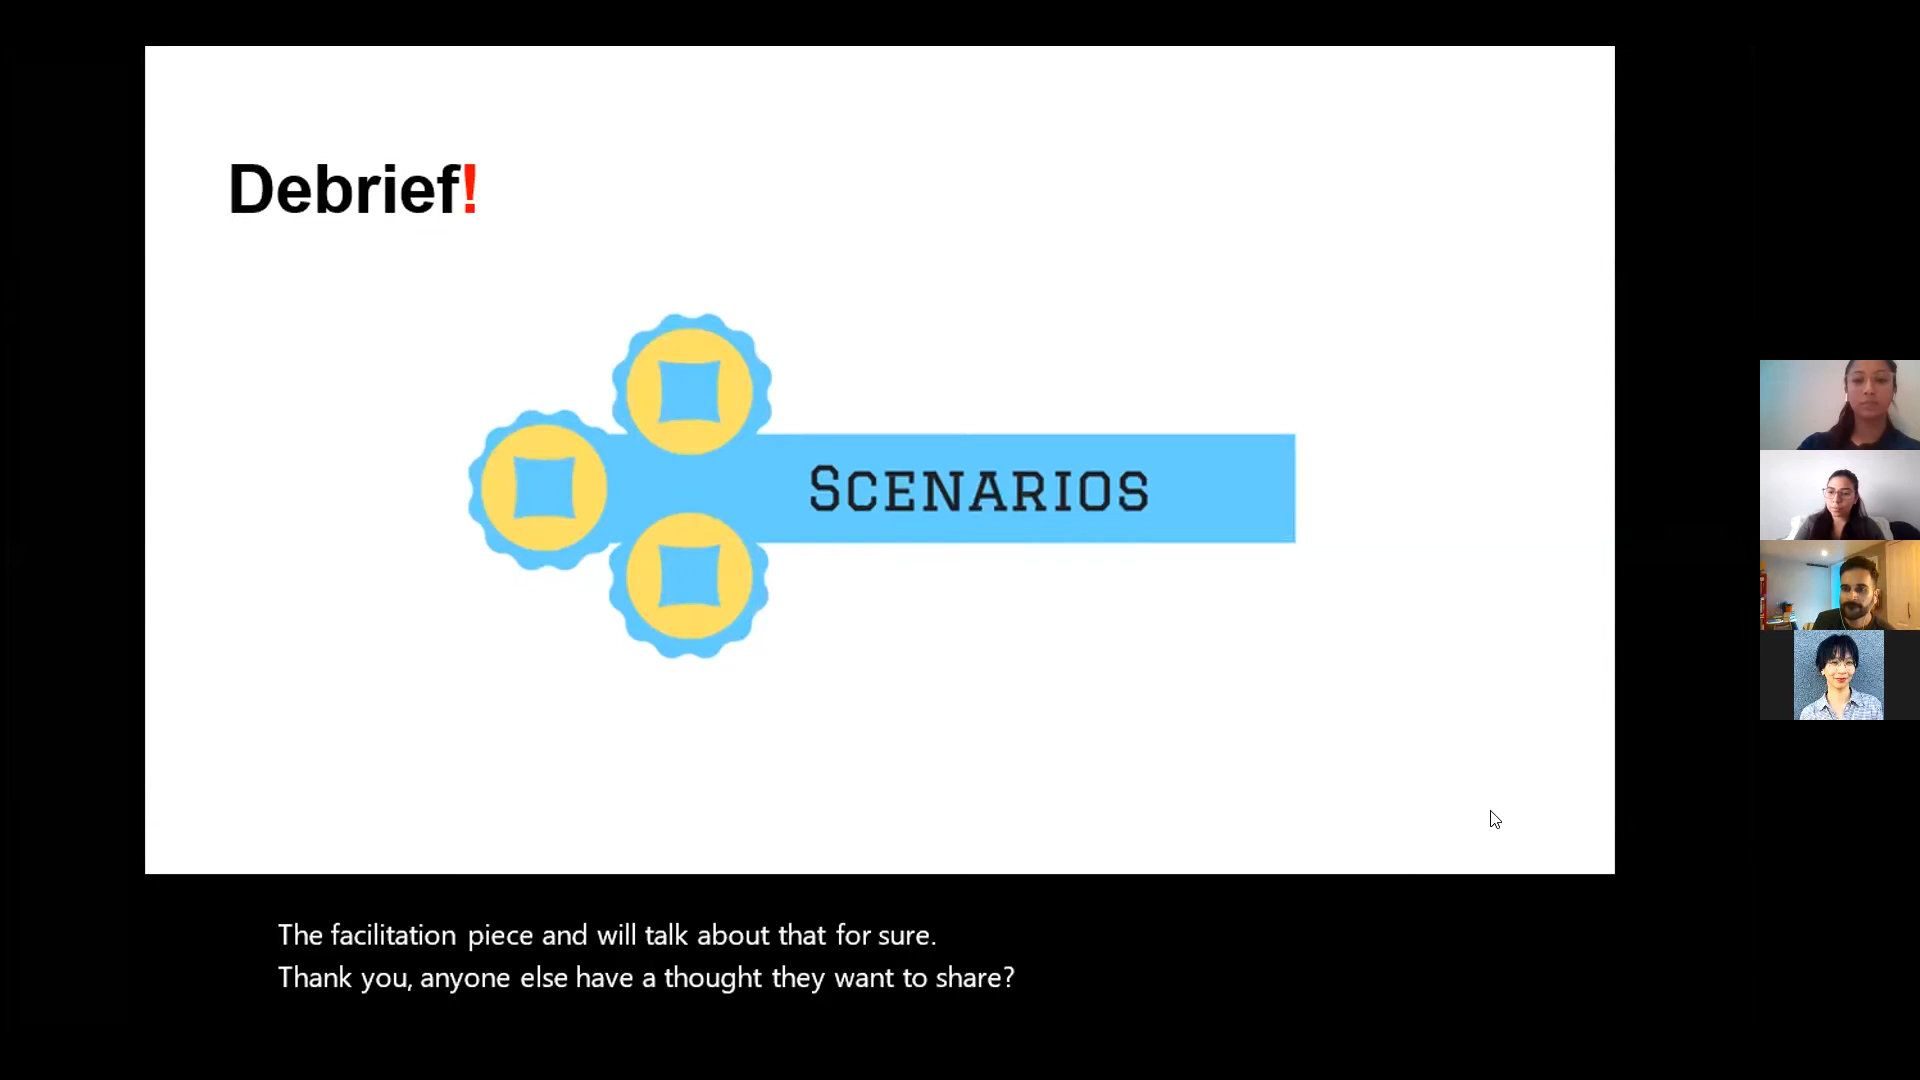 Debrief!
SCENARIOS
The facilitation piece and will talk about that for sure.
Thank you, anyone else have a thought they want to share?